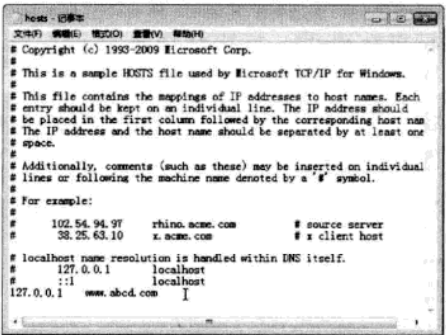 hosts - 记事本
文件(F) 编辑(E) 格式(O) 查看(V) 帮助(H)
# Copyright (c) 1993-2009 Microsoft Corp.
#
# This is a sample HOSTS file used by Microsoft TCP/IP for Windows.
#
# This file contains the mappings of IP addresses to host names. Each
# entry should be kept on an individual line. The IP address should
# be placed in the first column followed by the corresponding host nam
# The IP address and the host name should be separated by at least one
# space.
#
# Additionally, comments (such as these) may be inserted on individual
# lines or following the machine name denoted by a '#' symbol.
#
# For example:
#
# 102.54.94.97 rhino.acme.com # source server
# 38.25.63.10 x.acme.com # x client host

# localhost name resolution is handled within DNS itself.
# 127.0.0.1 localhost
# ::1 localhost
127.0.0.1 www.abcd.com